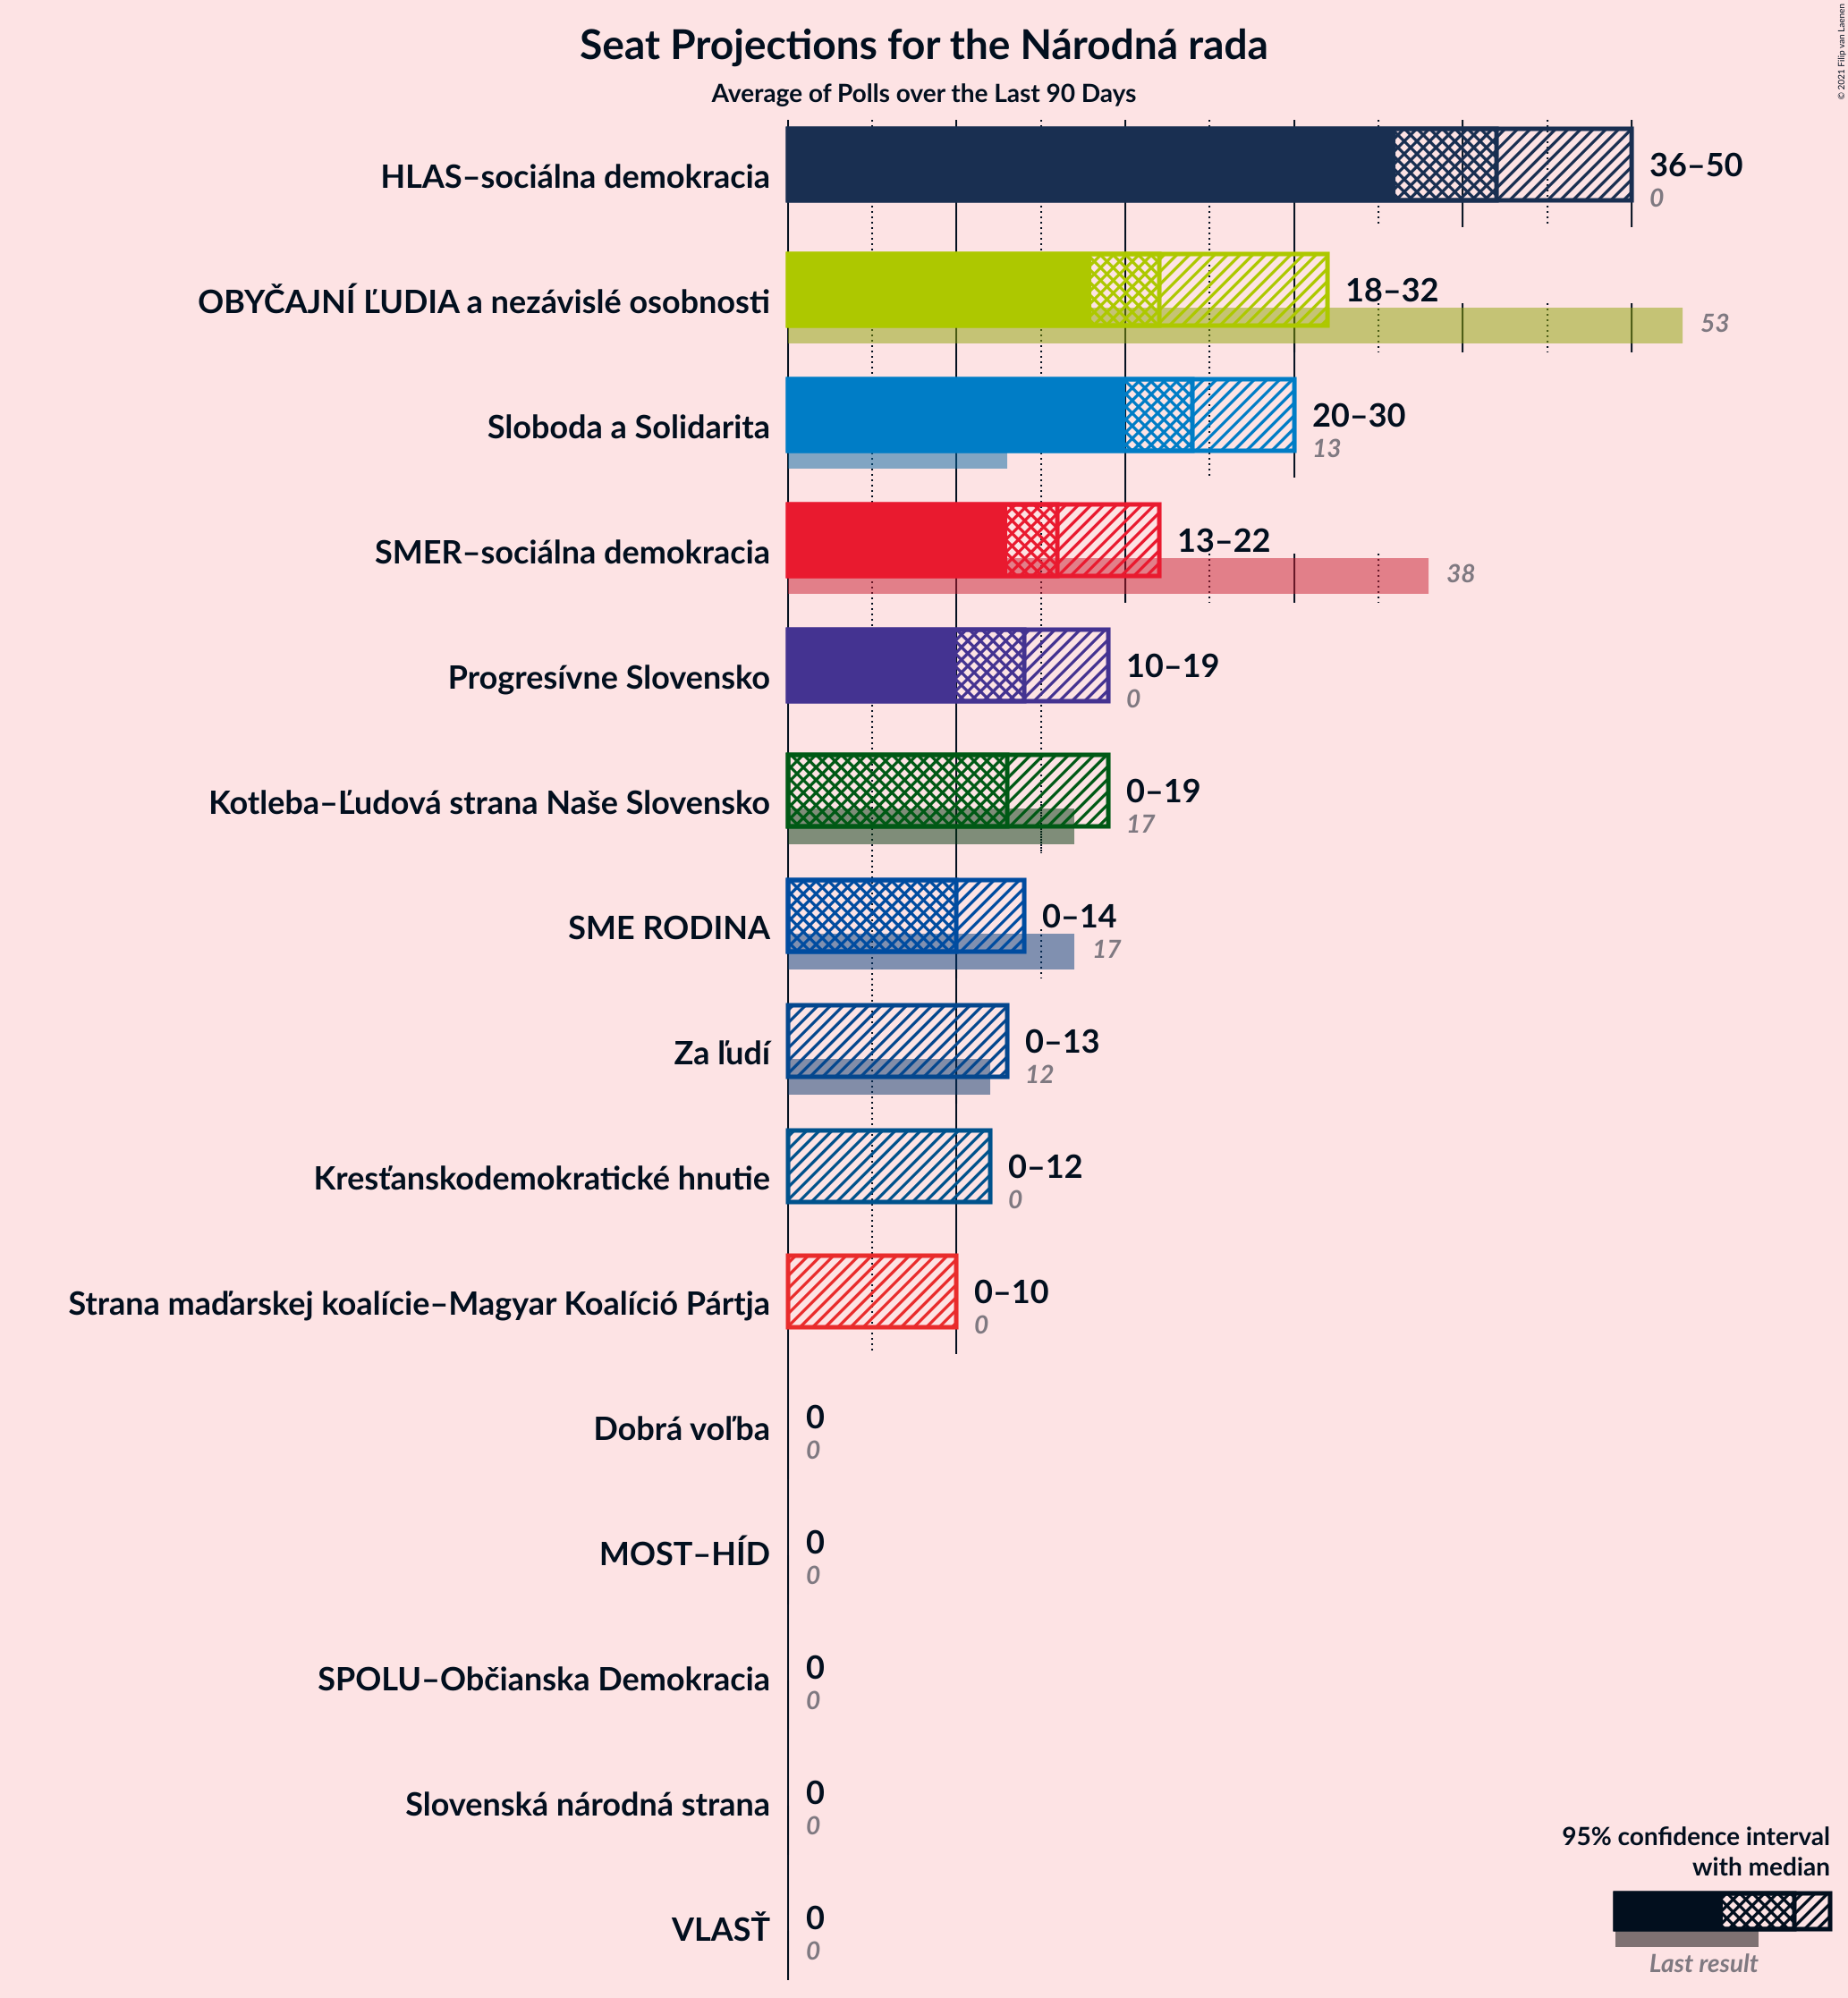 Seat Projections for the Národná rada
Average of Polls over the Last 90 Days
© 2021 Filip van Laenen
HLAS–sociálna demokracia
36–50
0
OBYČAJNÍ ĽUDIA a nezávislé osobnosti
18–32
53
Sloboda a Solidarita
20–30
13
SMER–sociálna demokracia
13–22
38
Progresívne Slovensko
10–19
0
Kotleba–Ľudová strana Naše Slovensko
0–19
17
SME RODINA
0–14
17
Za ľudí
0–13
12
Kresťanskodemokratické hnutie
0–12
0
Strana maďarskej koalície–Magyar Koalíció Pártja
0–10
0
Dobrá voľba
0
0
MOST–HÍD
0
0
SPOLU–Občianska Demokracia
0
0
Slovenská národná strana
0
0
VLASŤ
0
0
95% confidence interval
with median
Last result